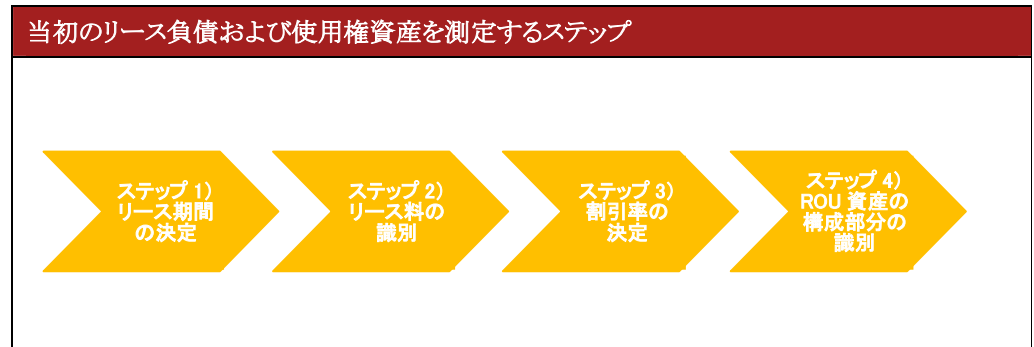 当初のリース負債および使用権資産を測定するステップ
ステップ 1)
リース期間
の決定
ステップ 2)
リース料の
識別
ステップ 3)
割引率の
決定
ステップ 4)
ROU 資産の
構成部分の
識別